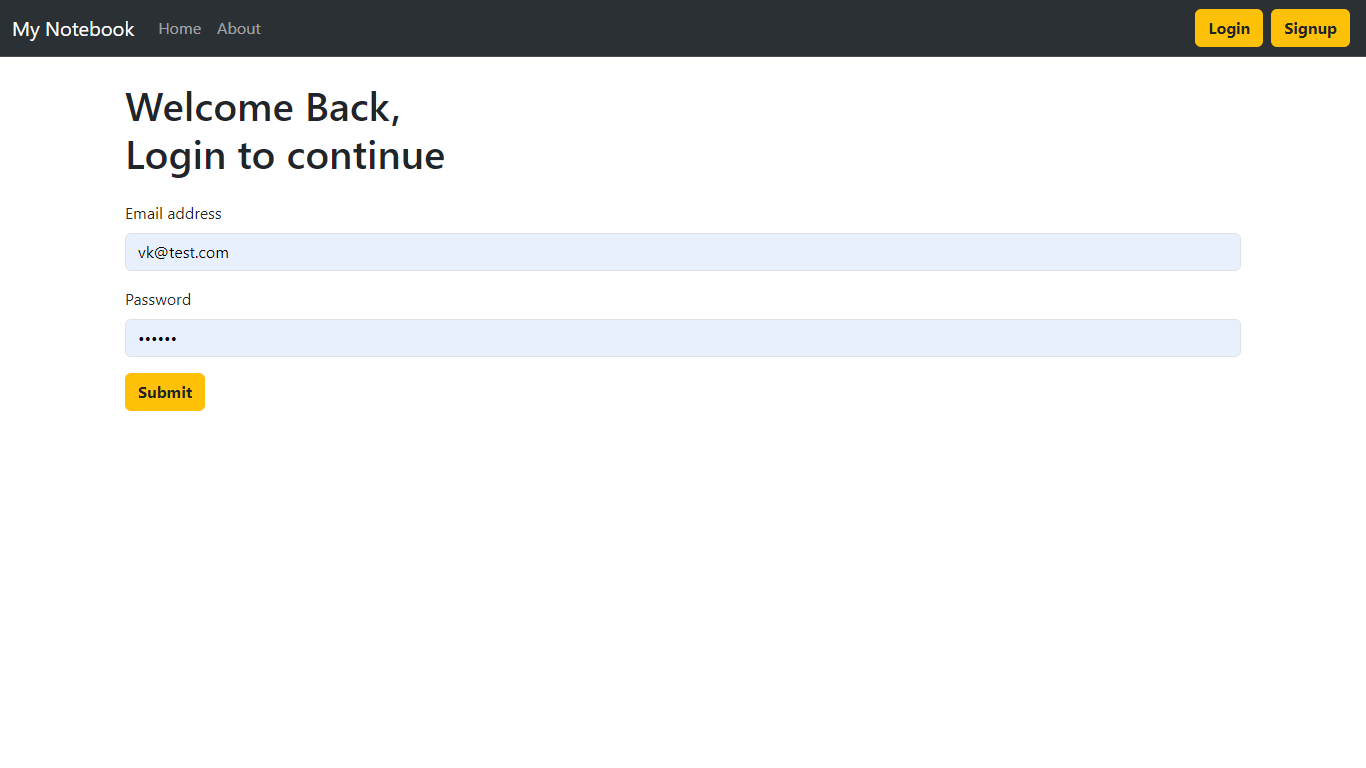 My Notebook Home About Login Signup
Welcome Back,
Login to continue
Email address
vk@test.com
Password
••••••
Submit